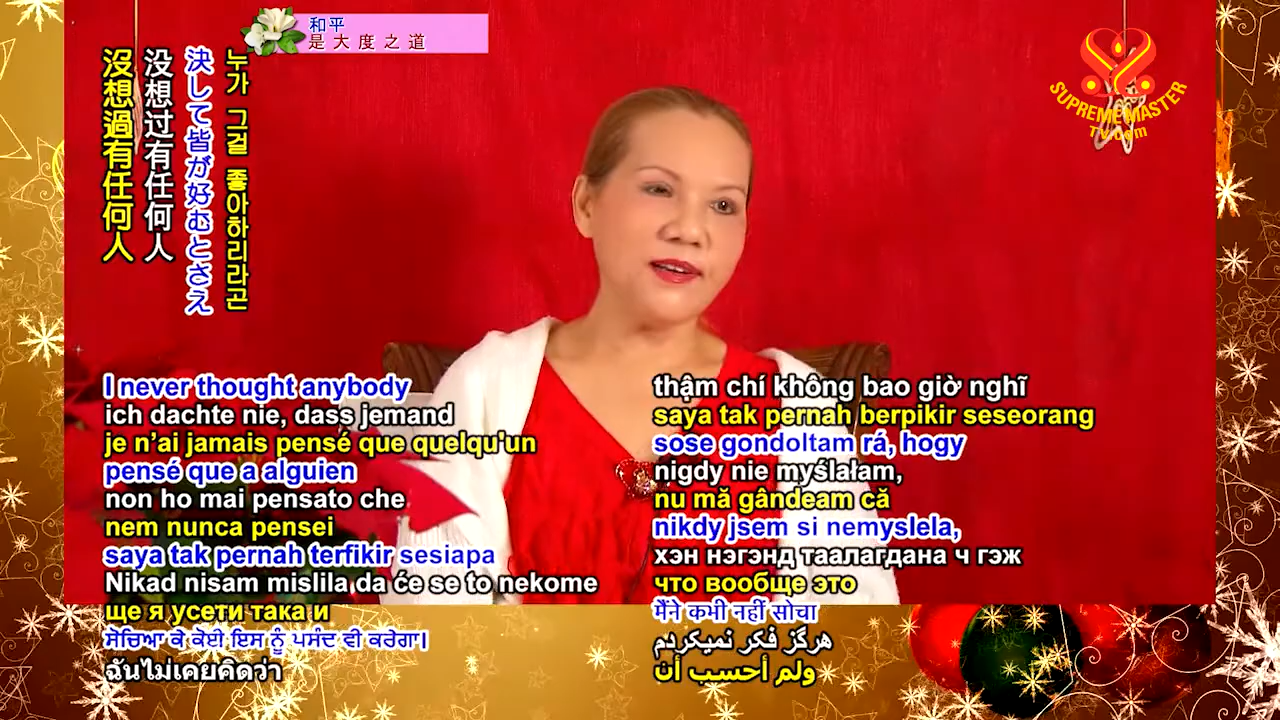 和平
是大度之道
SUPREME MASTER
TV.com
누가 그걸 좋아하리라곤
決して皆が好むとさえ
没想过有任何人
沒想過有任何人
I never thought anybody
ich dachte nie, dass jemand
je n’ai jamais pensé que quelqu'un
pensé que a alguien
non ho mai pensato che
nem nunca pensei
saya tak pernah terfikir sesiapa
Nikad nisam mislila da će se to nekome
ще я усети така и
ਸੋਚਿਆ ਕੇ ਕੋਈ ਇਸ ਨੂੰ ਪਸੰਦ ਵੀ ਕਰੇਗਾ।
ฉันไม่เคยคิดว่า
thậm chí không bao giờ nghĩ
saya tak pernah berpikir seseorang
sose gondoltam rá, hogy
nigdy nie myślałam,
nu mă gândeam că
nikdy jsem si nemyslela,
хэн нэгэнд таалагдана ч гэж
что вообще это
मैंने कभी नहीं सोचा
هرگز فکر نمیکردم
ولم أحسب أن